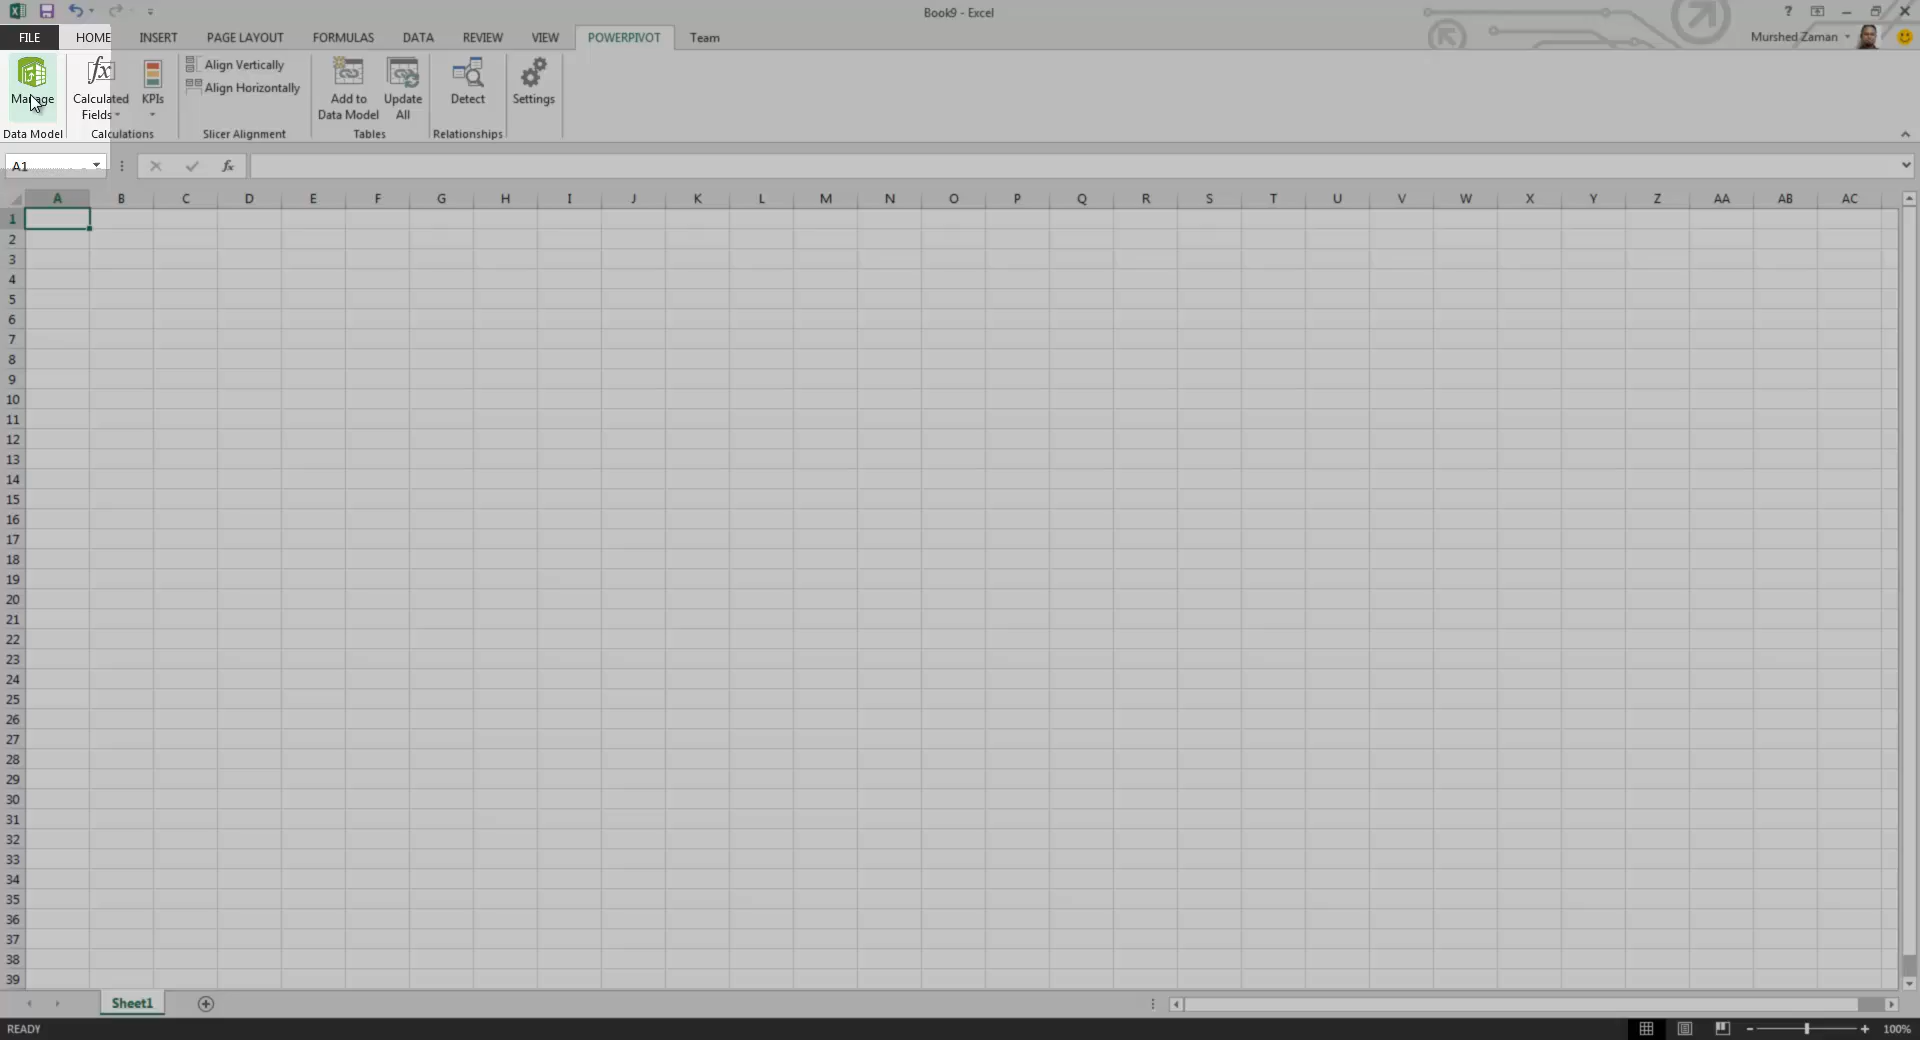 Book9 - Excel
?
FILE HOME INSERT PAGE LAYOUT FORMULAS DATA REVIEW VIEW POWERPIVOT Team
Murshed Zaman
Manage
Data Model
fx
Calculated
Fields
KPIs
Calculations
Align Vertically
Align Horizontally
Slicer Alignment
Add to
Data Model
Update
All
Tables
Detect
Relationships
Settings
A1 fx
A B C D E F G H I J K L M N O P Q R S T U V W X Y Z AA AB AC
1
2
3
4
5
6
7
8
9
10
11
12
13
14
15
16
17
18
19
20
21
22
23
24
25
26
27
28
29
30
31
32
33
34
35
36
37
38
39
Sheet1
READY
100%